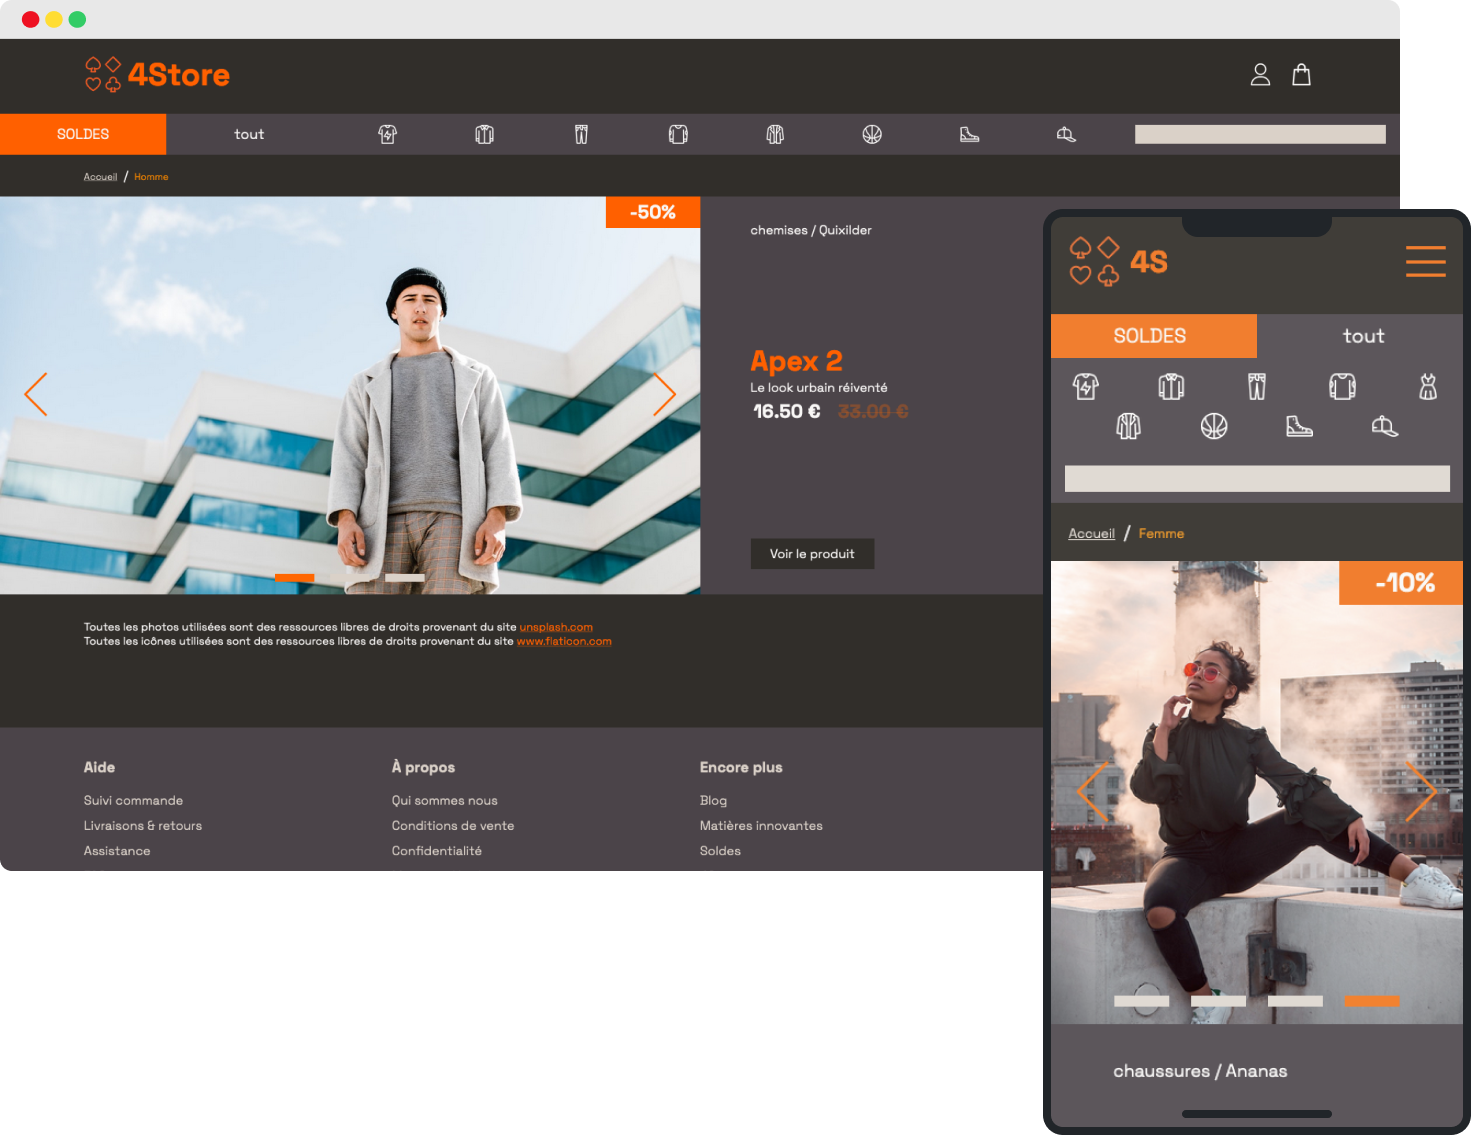 4Store
SOLDES
tout
Accueil / Homme
-50%
chemises / Quixilder
Apex 2
Le look urbain réiventé
16.50 € 33.00 €
Voir le produit
Toutes les photos utilisées sont des ressources libres de droits provenant du site unsplash.com
Toutes les icônes utilisées sont des ressources libres de droits provenant du site www.flaticon.com
Aide
Suivi commande
Livraisons & retours
Assistance
À propos
Qui sommes nous
Conditions de vente
Confidentialité
Encore plus
Blog
Matières innovantes
Soldes
4S
SOLDES
tout
Accueil / Femme
-10%
chaussures / Ananas